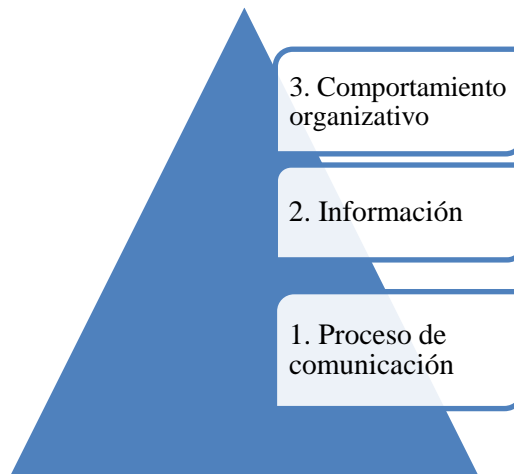 3. Comportamiento
organizativo
2. Información
1. Proceso de
comunicación